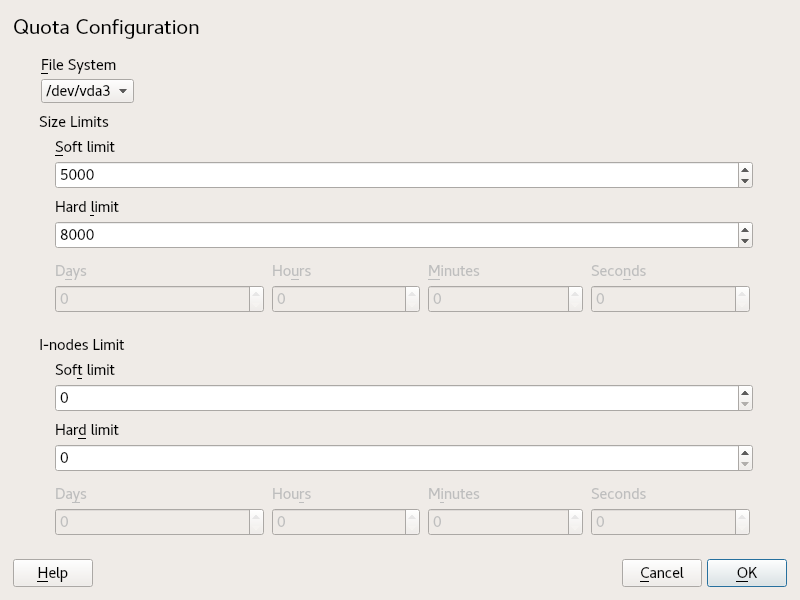 Quota Configuration
File System
/dev/vda3
Size Limits
Soft limit
5000
Hard limit
8000
Days Hours Minutes Seconds
0 0 0 0
I-nodes Limit
Soft limit
0
Hard limit
0
Days Hours Minutes Seconds
0 0 0 0
Help Cancel OK